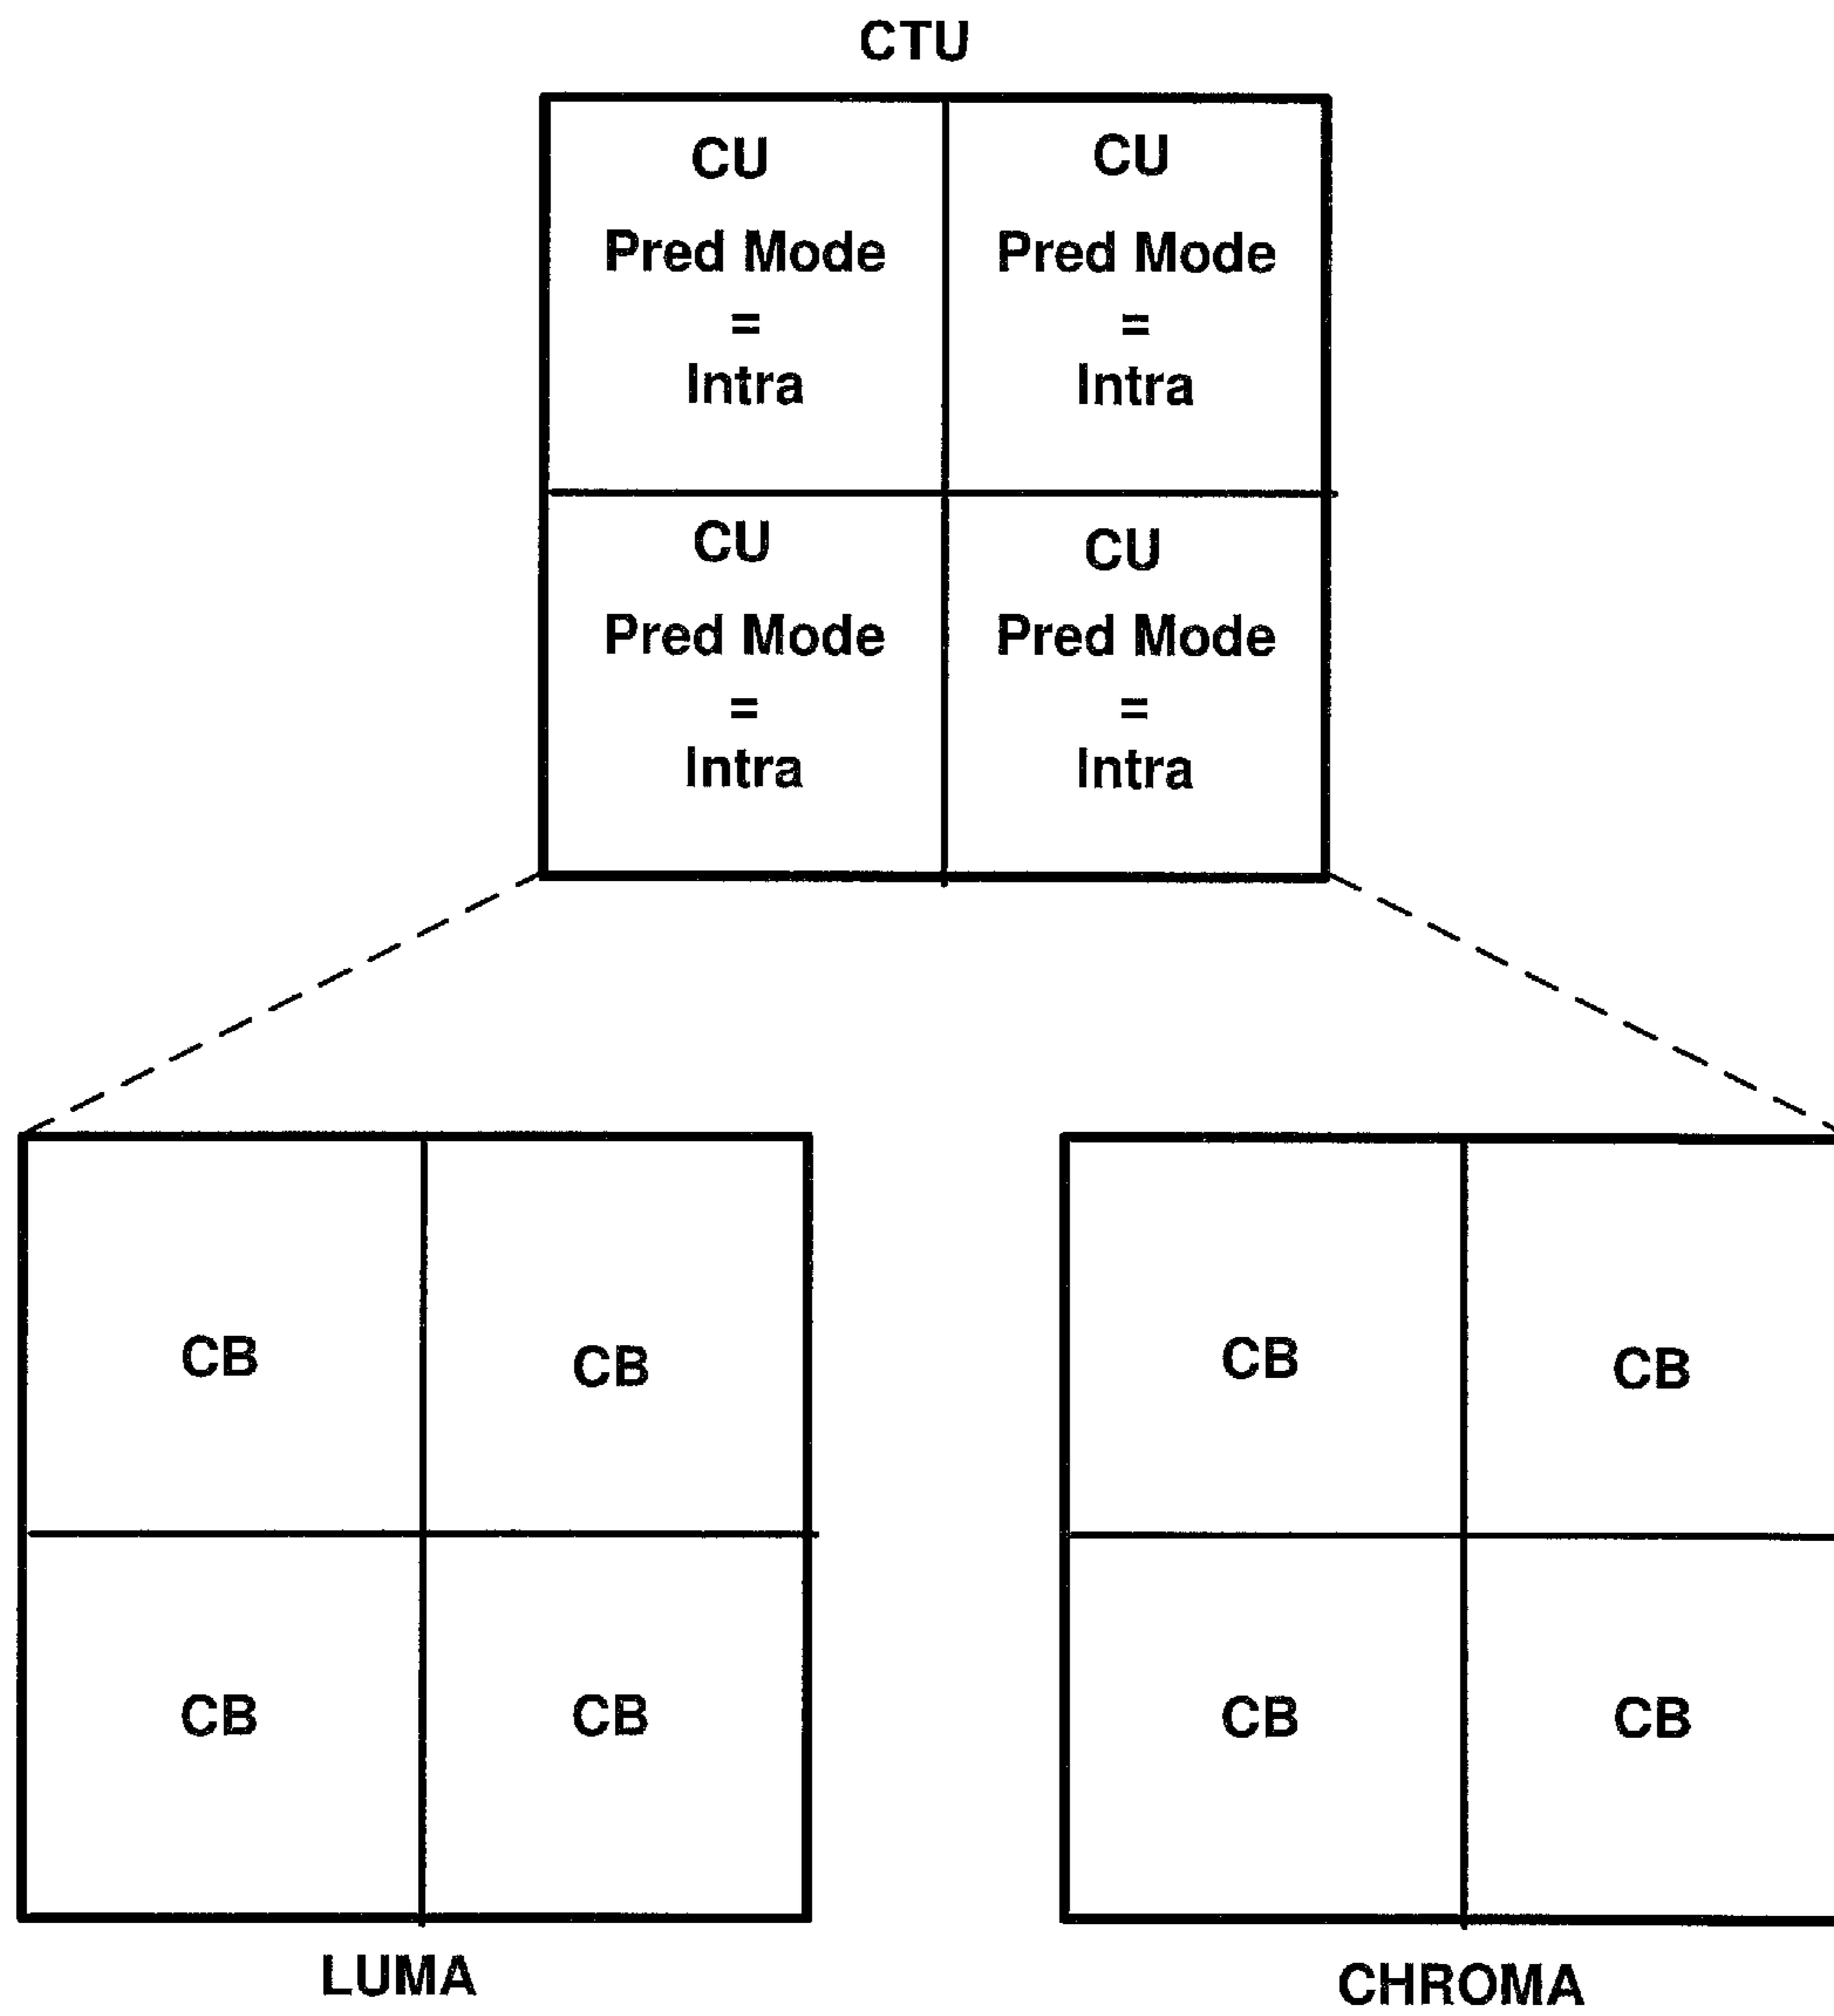 CTU
CU
Pred Mode
=
Intra
CU
Pred Mode
=
Intra
CU
Pred Mode
=
Intra
CU
Pred Mode
=
Intra
CB
CB
CB
CB
LUMA
CB
CB
CB
CB
CHROMA